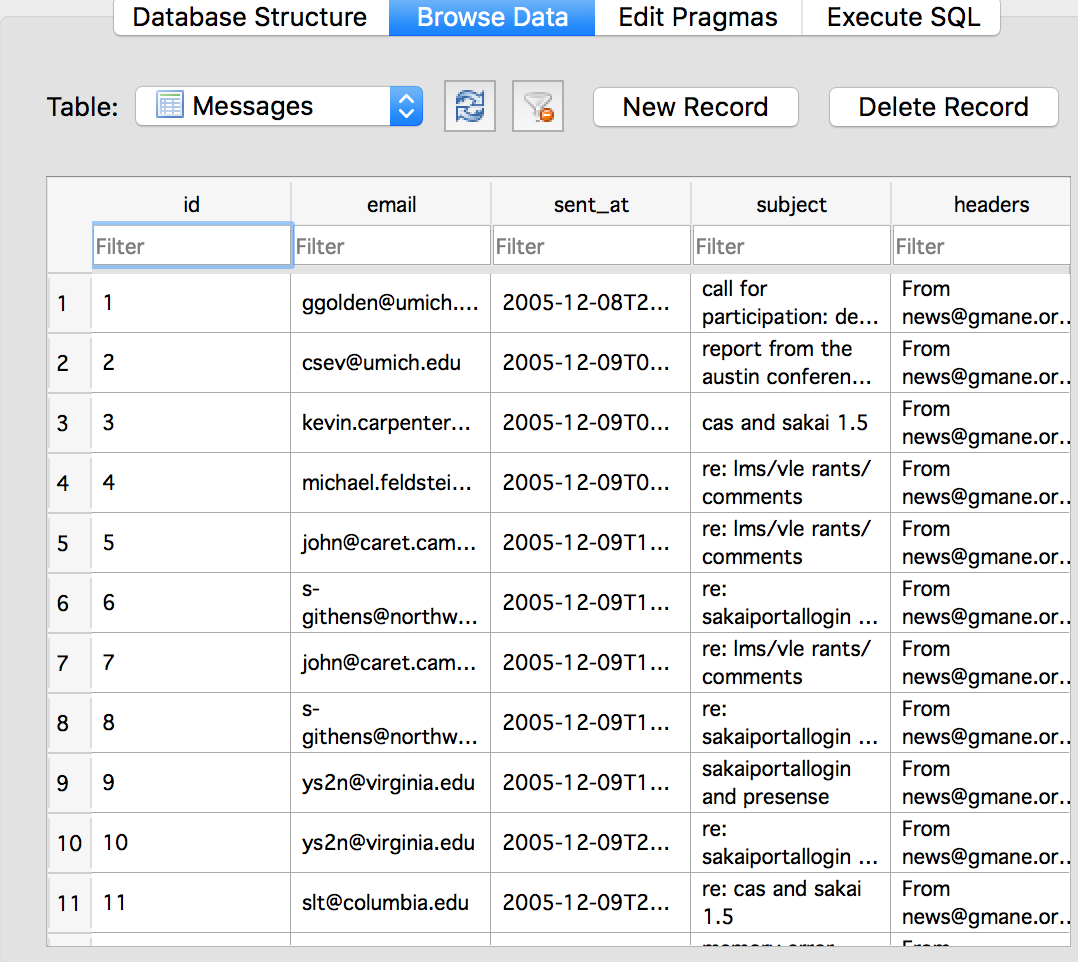 Database Structure Browse Data Edit Pragmas Execute SQL
Table: Messages New Record Delete Record
id email sent_at subject headers
Filter Filter Filter Filter Filter
1 1 ggolden@umich.... 2005-12-08T2... call for participation: de... From news@gmane.or...
2 2 csev@umich.edu 2005-12-09T0... report from the austin conferen... From news@gmane.or...
3 3 kevin.carpenter... 2005-12-09T0... cas and sakai 1.5 From news@gmane.or...
4 4 michael.feldstei... 2005-12-09T0... re: lms/vle rants/ comments From news@gmane.or...
5 5 john@caret.cam... 2005-12-09T1... re: lms/vle rants/ comments From news@gmane.or...
6 6 s-githens@northw... 2005-12-09T1... re: sakaiportallogin ... From news@gmane.or...
7 7 john@caret.cam... 2005-12-09T1... re: lms/vle rants/ comments From news@gmane.or...
8 8 s-githens@northw... 2005-12-09T1... re: sakaiportallogin ... From news@gmane.or...
9 9 ys2n@virginia.edu 2005-12-09T1... sakaiportallogin and presense From news@gmane.or...
10 10 ys2n@virginia.edu 2005-12-09T2... re: sakaiportallogin ... From news@gmane.or...
11 11 slt@columbia.edu 2005-12-09T2... re: cas and sakai 1.5 From news@gmane.or...